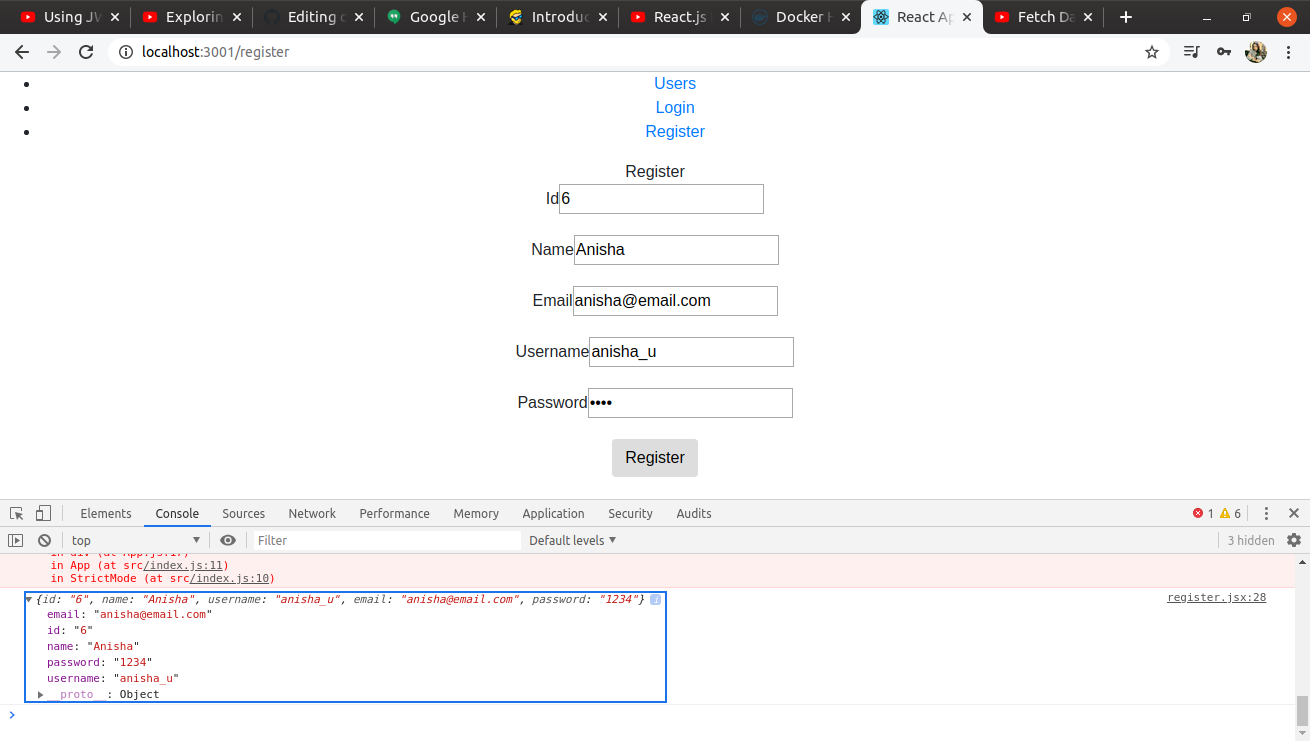 Using JW Explorin Editing c Google H Introduc React.js Docker H React Ap Fetch Da
localhost:3001/register
Users
Login
Register
Register
Id 6
Name Anisha
Email anisha@email.com
Username anisha_u
Password ••••
Register
Elements Console Sources Network Performance Memory Application Security Audits 1 6
top Filter Default levels 3 hidden
in App (at src/index.js:11)
in StrictMode (at src/index.js:10)
{id: "6", name: "Anisha", username: "anisha_u", email: "anisha@email.com", password: "1234"} register.jsx:28
email: "anisha@email.com"
id: "6"
name: "Anisha"
password: "1234"
username: "anisha_u"
__proto__: Object